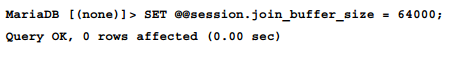 MariaDB [(none)]> SET @@session.join_buffer_size = 64000;
Query OK, 0 rows affected (0.00 sec)